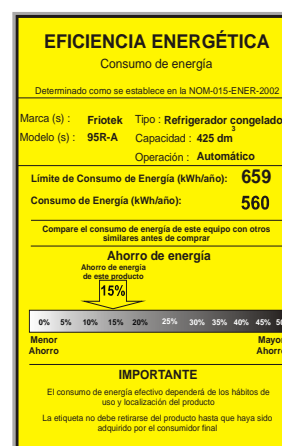 EFICIENCIA ENERGÉTICA
Consumo de energía
Determinado como se establece en la NOM-015-ENER-2002
Marca (s) : Friotek Tipo : Refrigerador congelado
Modelo (s) : 95R-A Capacidad : 425 dm3
Operación : Automático
Límite de Consumo de Energía (kWh/año): 659
Consumo de Energía (kWh/año): 560
Compare el consumo de energía de este equipo con otros
similares antes de comprar
Ahorro de energía
Ahorro de energía
de este producto
15%
0% 5% 10% 15% 20% 25% 30% 35% 40% 45% 50
Menor Mayo
Ahorro Ahorr
IMPORTANTE
El consumo de energía efectivo dependerá de los hábitos de
uso y localización del producto
La etiqueta no debe retirarse del producto hasta que haya sido
adquirido por el consumidor final